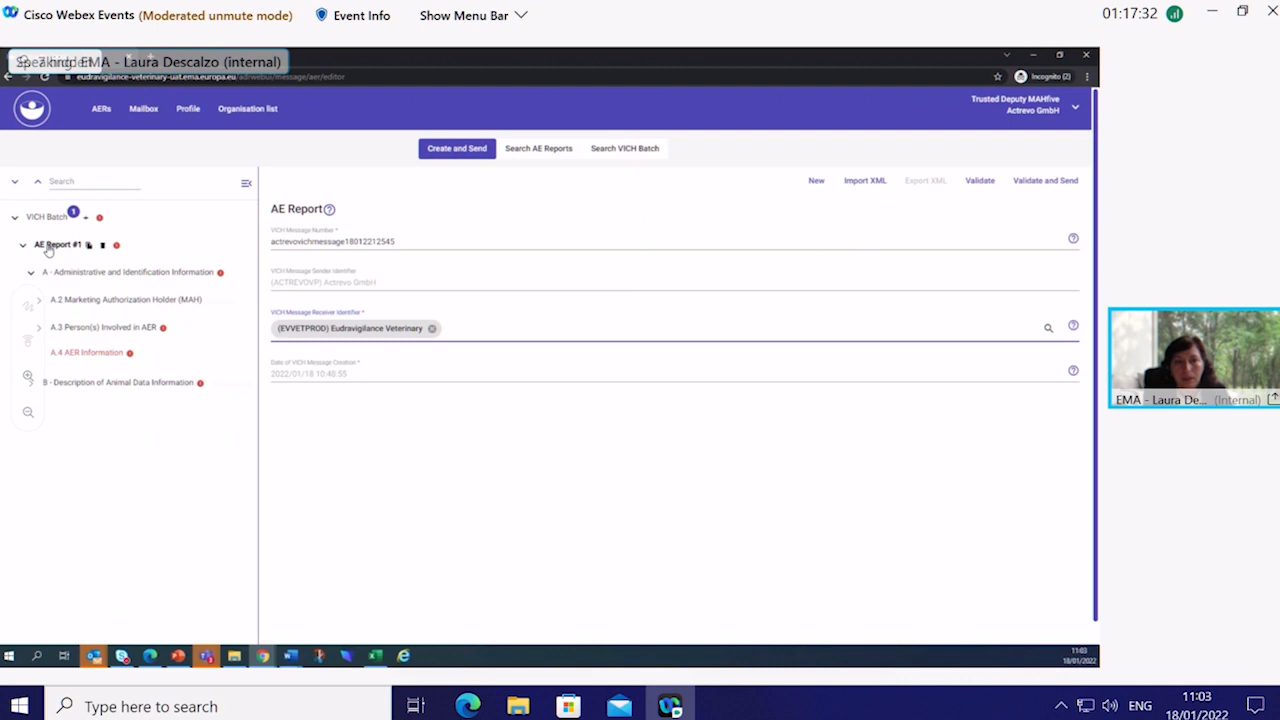 Cisco Webex Events (Moderated unmute mode) Event Info Show Menu Bar 01:17:32
Speaking: EMA - Laura Descalzo (internal)
eudravigilance-veterinary-uat.ema.europa.eu/adrwebui/message/aer/editor Incognito (2)
AERs Mailbox Profile Organisation list
Trusted Deputy MAHfive
Actrevo GmbH
Create and Send Search AE Reports Search VICH Batch
Search
New Import XML Export XML Validate Validate and Send
AE Report
VICH Batch 1
VICH Message Number *
actrevovichmessage18012212545
AE Report #1
A - Administrative and Identification Information
VICH Message Sender Identifier
(ACTREVOVP) Actrevo GmbH
A.2 Marketing Authorization Holder (MAH)
VICH Message Receiver Identifier *
(EVVETPROD) Eudravigilance Veterinary
A.3 Person(s) Involved in AER
A.4 AER Information
Date of VICH Message Creation *
2022/01/18 10:48:55
B - Description of Animal Data Information
EMA - Laura De... (Internal)
11:03
18/01/2022
Type here to search
ENG
11:03
18/01/2022